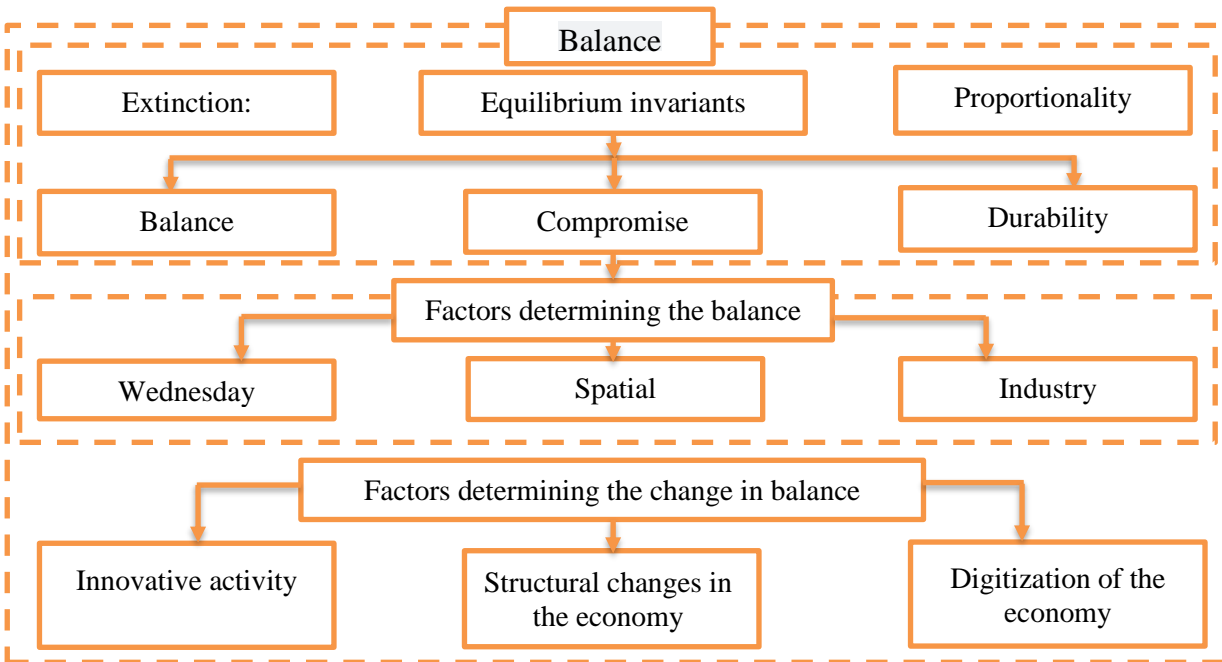 Balance
Extinction:
Equilibrium invariants
Proportionality
Balance
Compromise
Durability
Factors determining the balance
Wednesday
Spatial
Industry
Factors determining the change in balance
Innovative activity
Structural changes in
the economy
Digitization of the
economy